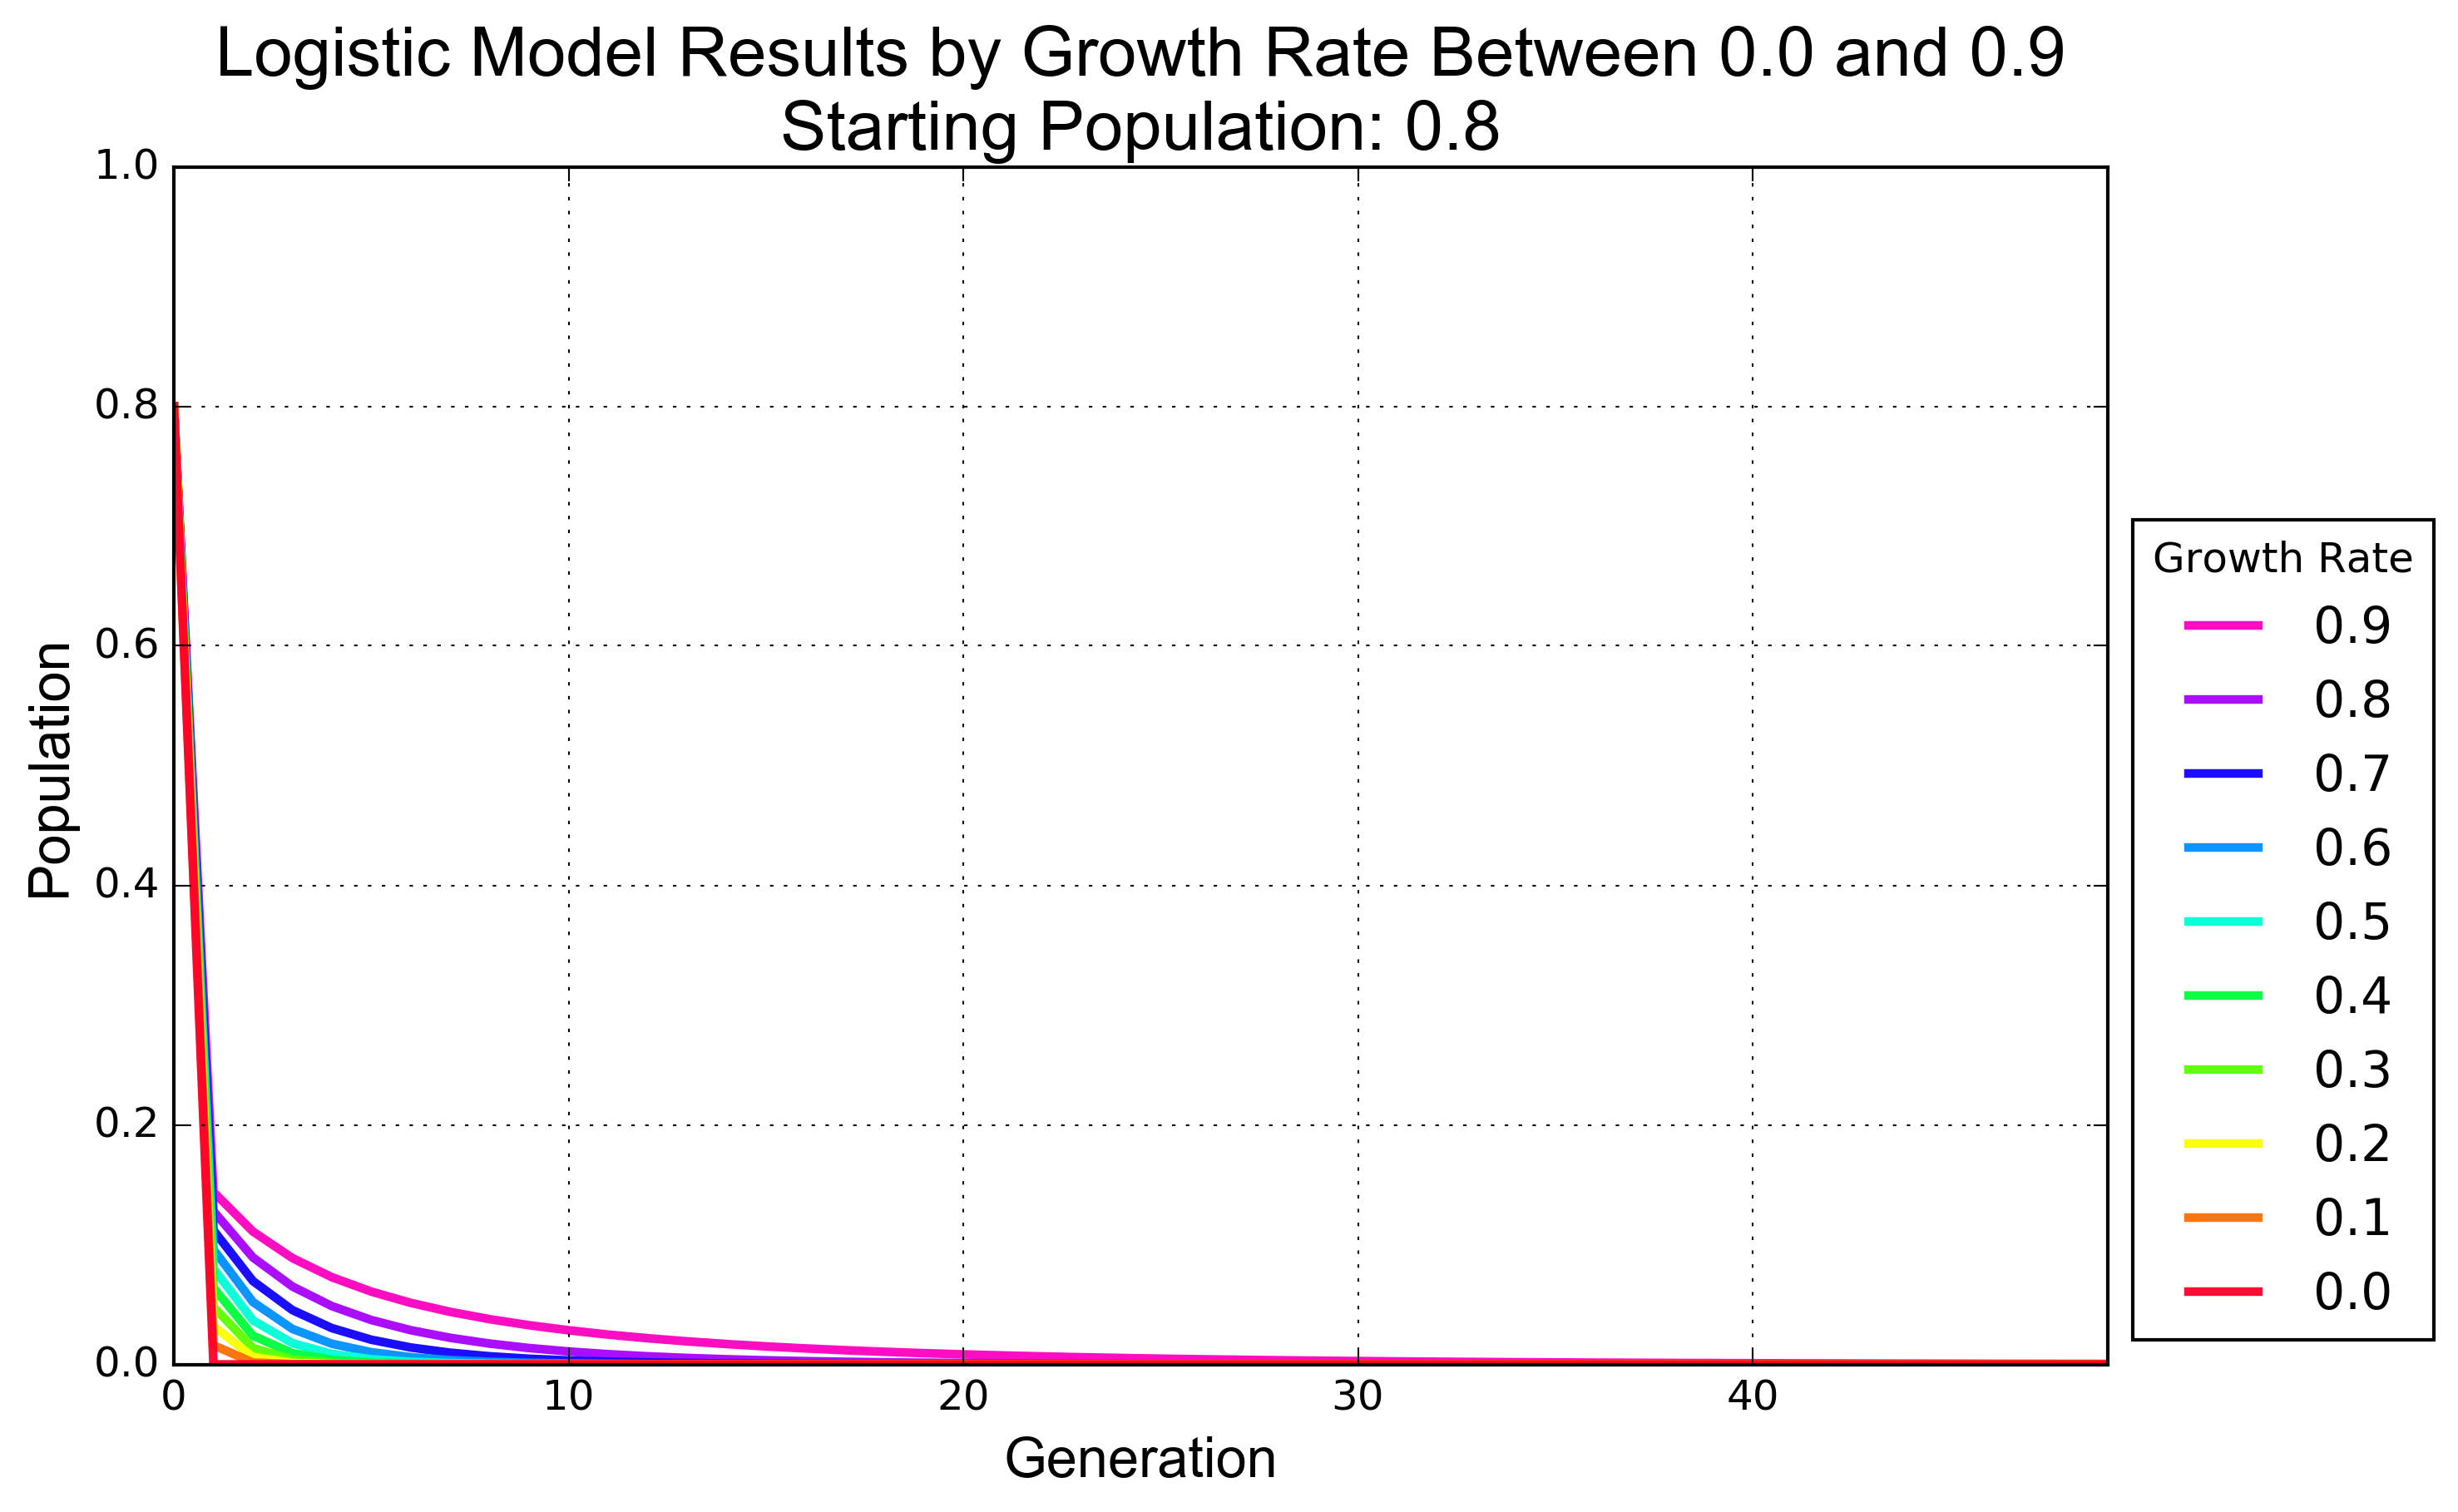 Logistic Model Results by Growth Rate Between 0.0 and 0.9
Starting Population: 0.8
1.0
0.8
0.6
0.4
0.2
0.0
Population
0 10 20 30 40
Generation
Growth Rate
0.9
0.8
0.7
0.6
0.5
0.4
0.3
0.2
0.1
0.0